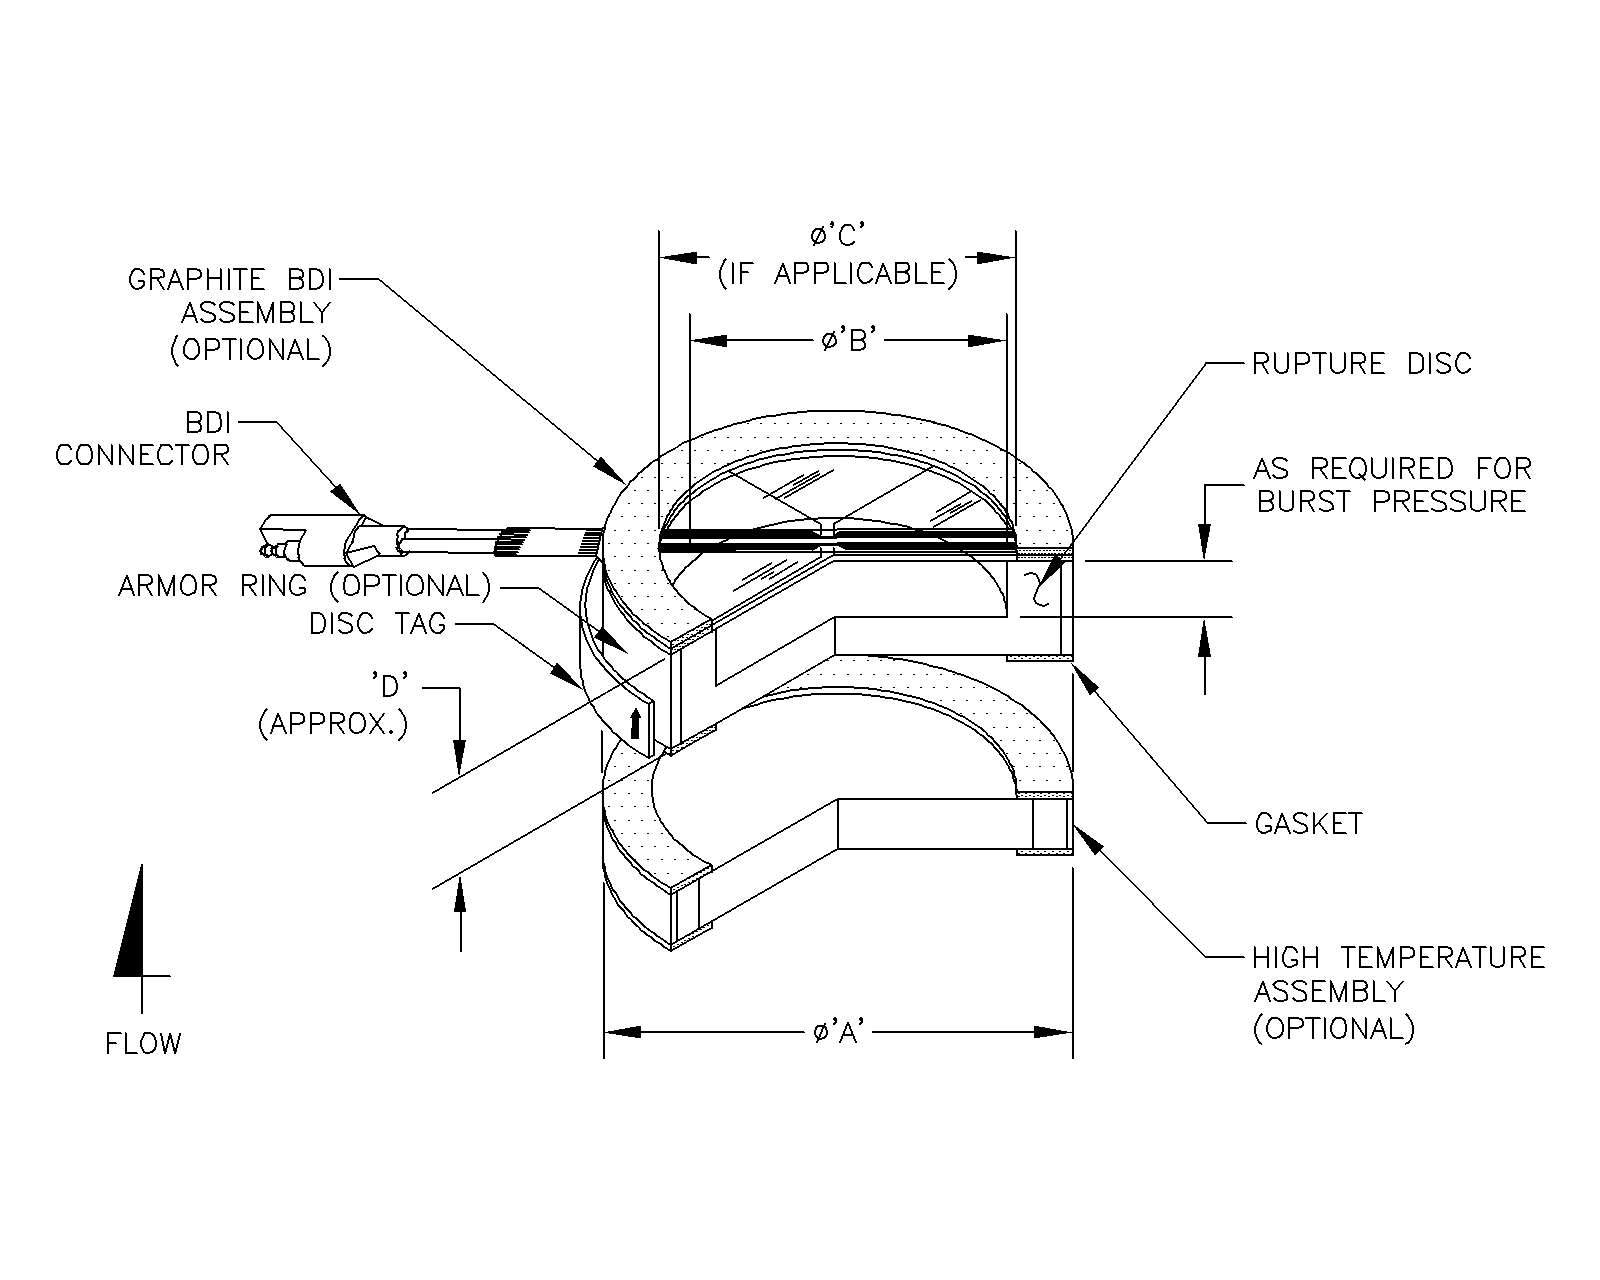 ø'C'
(IF APPLICABLE)
GRAPHITE BDI
ASSEMBLY
(OPTIONAL)
ø'B'
RUPTURE DISC
BDI
CONNECTOR
AS REQUIRED FOR
BURST PRESSURE
ARMOR RING (OPTIONAL)
DISC TAG
'D'
(APPROX.)
GASKET
HIGH TEMPERATURE
ASSEMBLY
(OPTIONAL)
ø'A'
FLOW